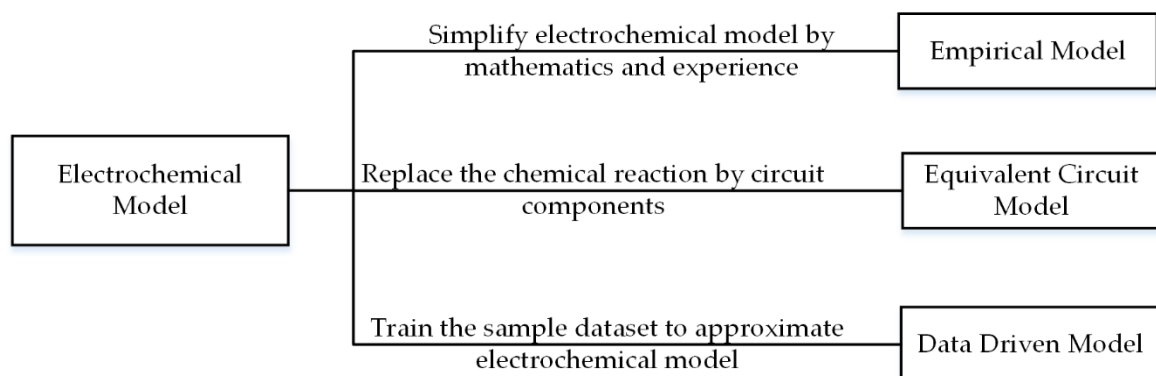 Simplify electrochemical model by
mathematics and experience
Empirical Model
Electrochemical
Model
Replace the chemical reaction by circuit
components
Equivalent Circuit
Model
Train the sample dataset to approximate
electrochemical model
Data Driven Model